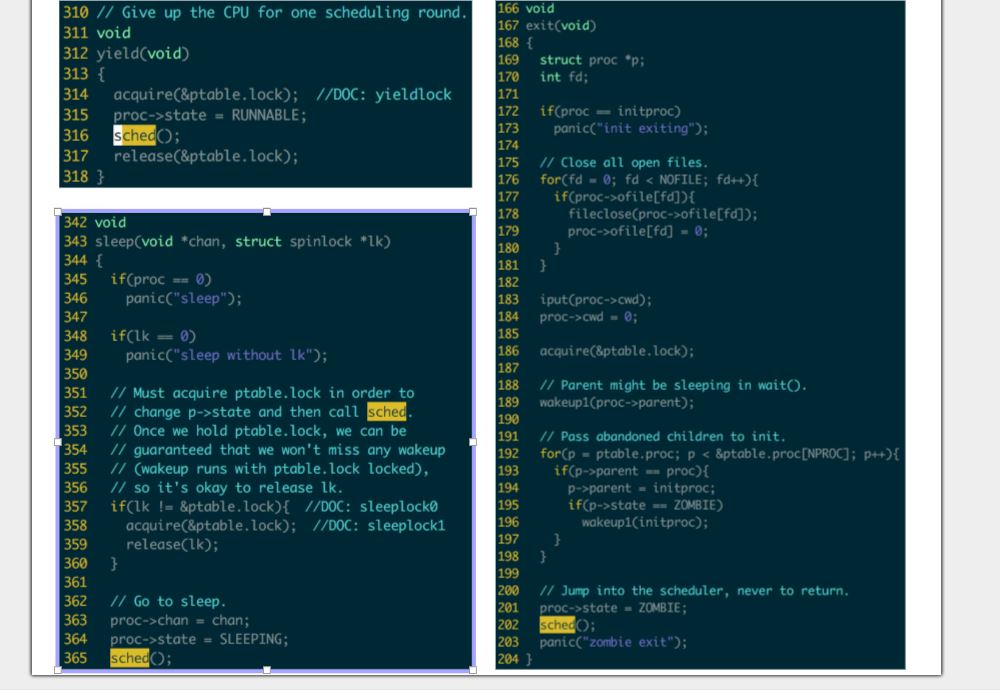 310 // Give up the CPU for one scheduling round.
311 void
312 yield(void)
313 {
314   acquire(&ptable.lock);  //DOC: yieldlock
315   proc->state = RUNNABLE;
316   sched();
317   release(&ptable.lock);
318 }
342 void
343 sleep(void *chan, struct spinlock *lk)
344 {
345   if(proc == 0)
346     panic("sleep");
347
348   if(lk == 0)
349     panic("sleep without lk");
350
351   // Must acquire ptable.lock in order to
352   // change p->state and then call sched.
353   // Once we hold ptable.lock, we can be
354   // guaranteed that we won't miss any wakeup
355   // (wakeup runs with ptable.lock locked),
356   // so it's okay to release lk.
357   if(lk != &ptable.lock){  //DOC: sleeplock0
358     acquire(&ptable.lock);  //DOC: sleeplock1
359     release(lk);
360   }
361
362   // Go to sleep.
363   proc->chan = chan;
364   proc->state = SLEEPING;
365   sched();
166 void
167 exit(void)
168 {
169   struct proc *p;
170   int fd;
171
172   if(proc == initproc)
173     panic("init exiting");
174
175   // Close all open files.
176   for(fd = 0; fd < NOFILE; fd++){
177     if(proc->ofile[fd]){
178       fileclose(proc->ofile[fd]);
179       proc->ofile[fd] = 0;
180     }
181   }
182
183   iput(proc->cwd);
184   proc->cwd = 0;
185
186   acquire(&ptable.lock);
187
188   // Parent might be sleeping in wait().
189   wakeup1(proc->parent);
190
191   // Pass abandoned children to init.
192   for(p = ptable.proc; p < &ptable.proc[NPROC]; p++){
193     if(p->parent == proc){
194       p->parent = initproc;
195       if(p->state == ZOMBIE)
196         wakeup1(initproc);
197     }
198   }
199
200   // Jump into the scheduler, never to return.
201   proc->state = ZOMBIE;
202   sched();
203   panic("zombie exit");
204 }